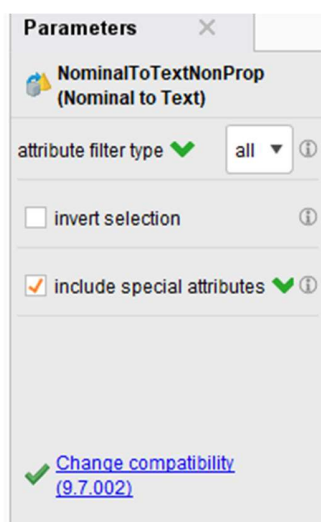 Parameters
NominalToTextNonProp
(Nominal to Text)
attribute filter type all
invert selection
include special attributes
Change compatibility
(9.7.002)